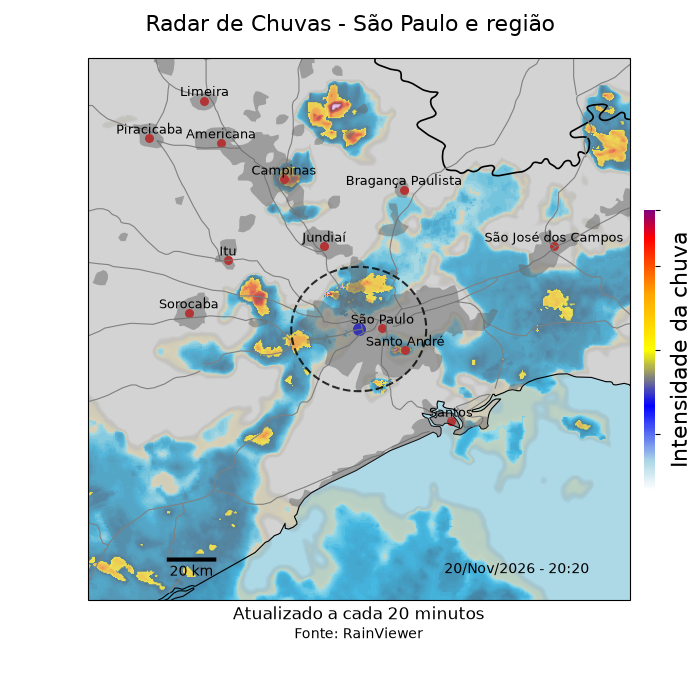 Radar de Chuvas - São Paulo e região
Limeira
Piracicaba
Americana
Campinas
Bragança Paulista
Jundiaí
São José dos Campos
Itu
Sorocaba
São Paulo
Santo André
Santos
Intensidade da chuva
20 km
20/Nov/2026 - 20:20
Atualizado a cada 20 minutos
Fonte: RainViewer